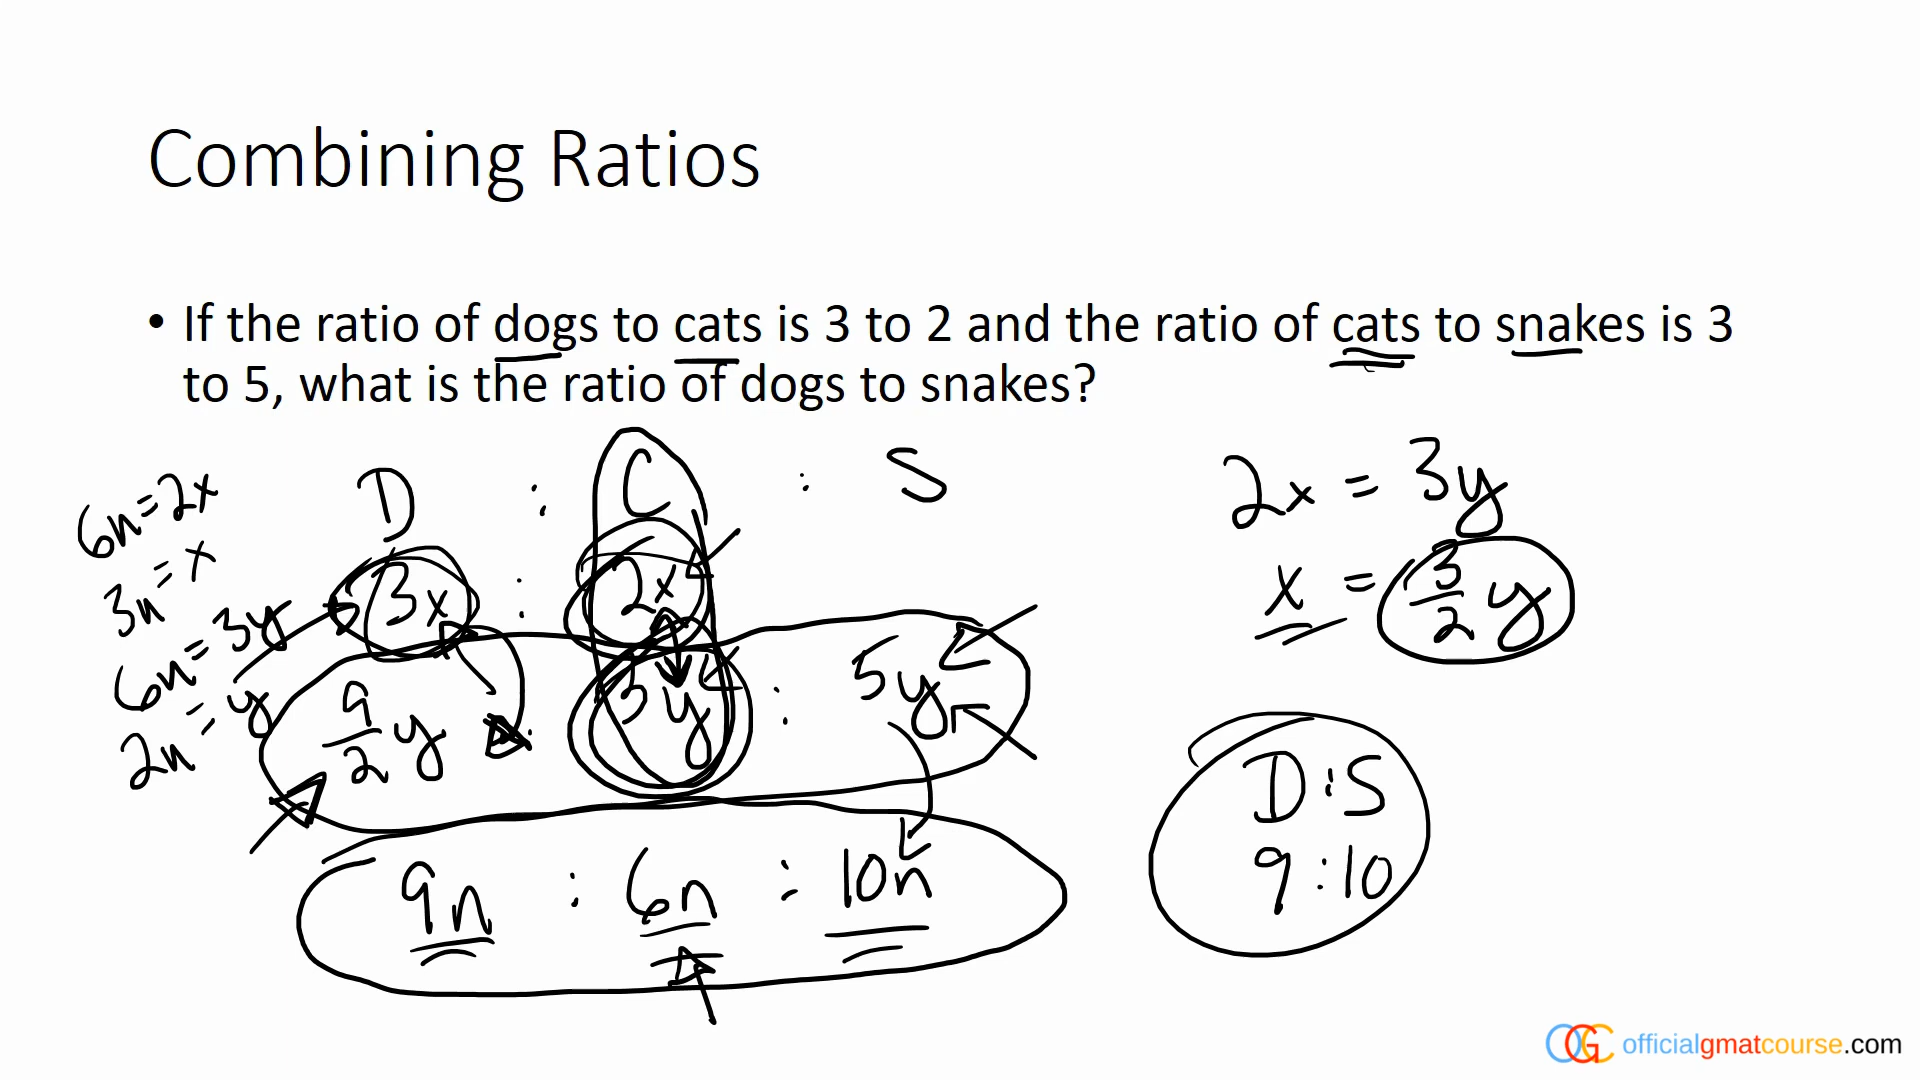 Combining Ratios
• If the ratio of dogs to cats is 3 to 2 and the ratio of cats to snakes is 3
to 5, what is the ratio of dogs to snakes?
D : C : S
3x : 2x
9/2 y : 3y : 5y
9n : 6n : 10n
6n = 2x
3n = x
6n = 3y
2n = y
2x = 3y
x = 3/2 y
D : S
9 : 10
officialgmatcourse.com